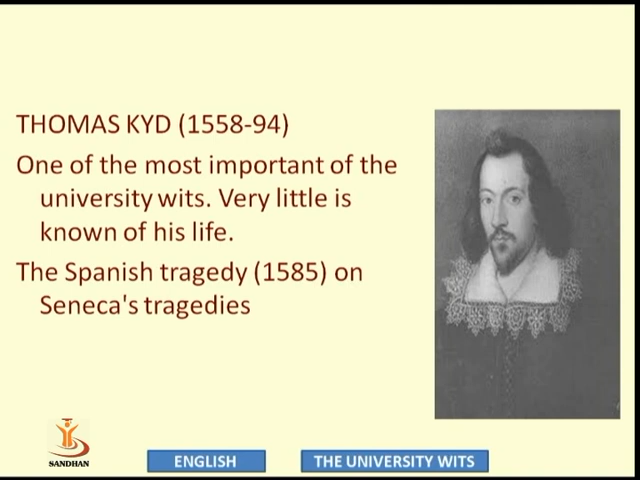 THOMAS KYD (1558-94)
One of the most important of the
university wits. Very little is
known of his life.
The Spanish tragedy (1585) on
Seneca's tragedies
SANDHAN
ENGLISH
THE UNIVERSITY WITS